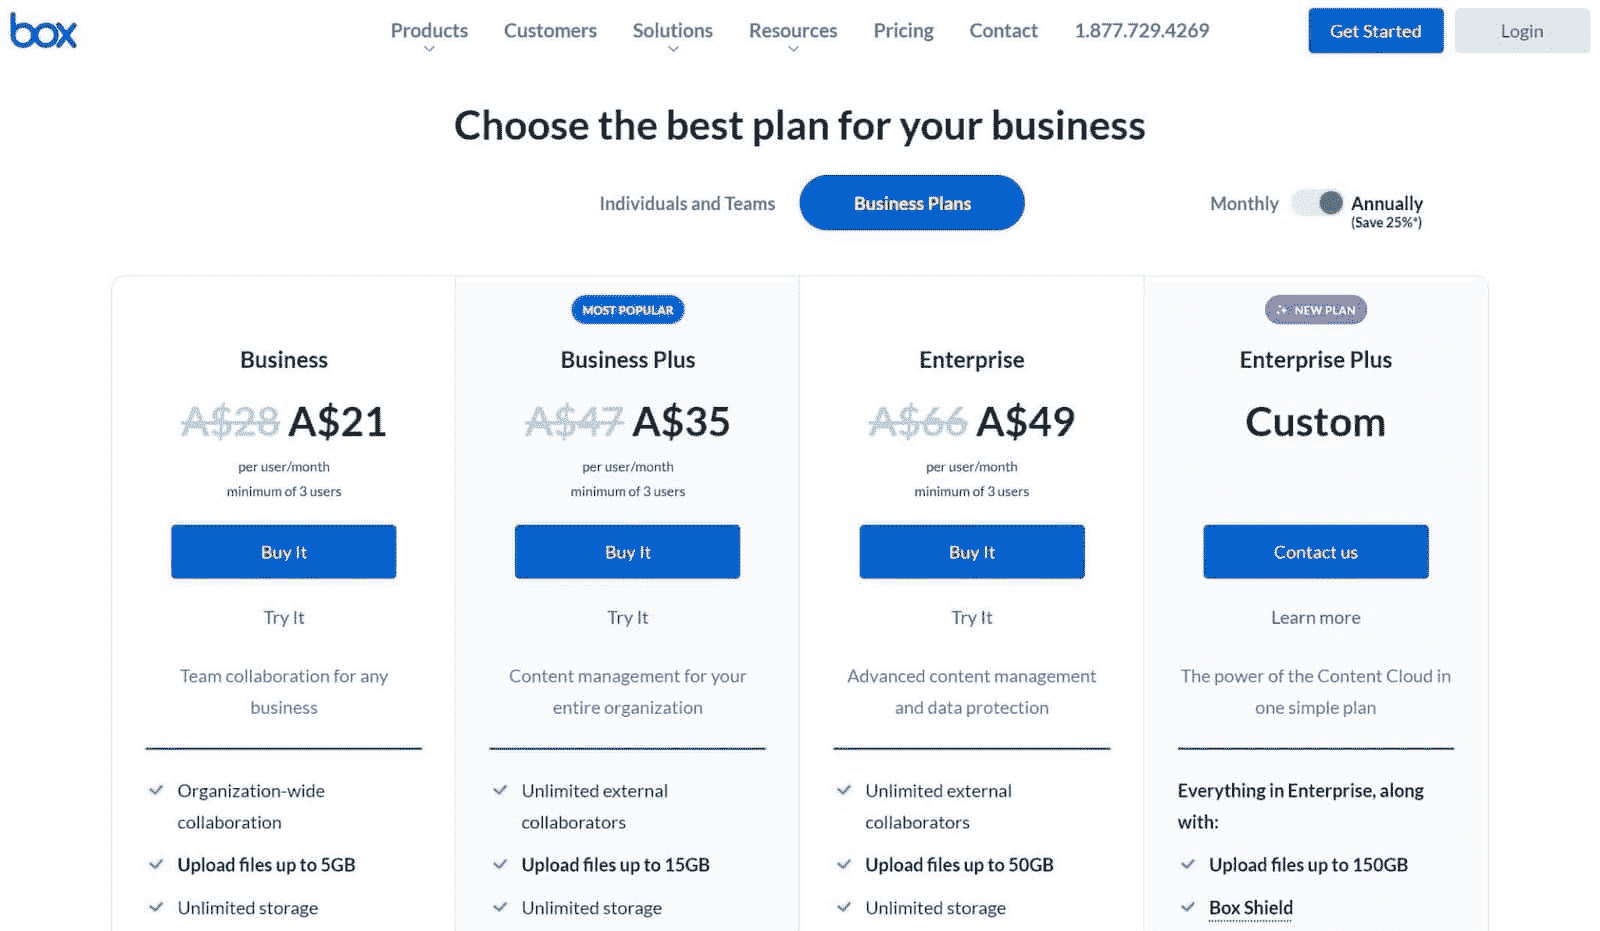 box
Products Customers Solutions Resources Pricing Contact 1.877.729.4269 Get Started Login
Choose the best plan for your business
Individuals and Teams Business Plans Monthly Annually
(Save 25%*)
MOST POPULAR NEW PLAN
Business Business Plus Enterprise Enterprise Plus
A$28 A$21 A$47 A$35 A$66 A$49 Custom
per user/month per user/month per user/month
minimum of 3 users minimum of 3 users minimum of 3 users
Buy It Buy It Buy It Contact us
Try It Try It Try It Learn more
Team collaboration for any Content management for your Advanced content management The power of the Content Cloud in
business entire organization and data protection one simple plan
Organization-wide Unlimited external Unlimited external Everything in Enterprise, along
collaboration collaborators collaborators with:
Upload files up to 5GB Upload files up to 15GB Upload files up to 50GB Upload files up to 150GB
Unlimited storage Unlimited storage Unlimited storage Box Shield